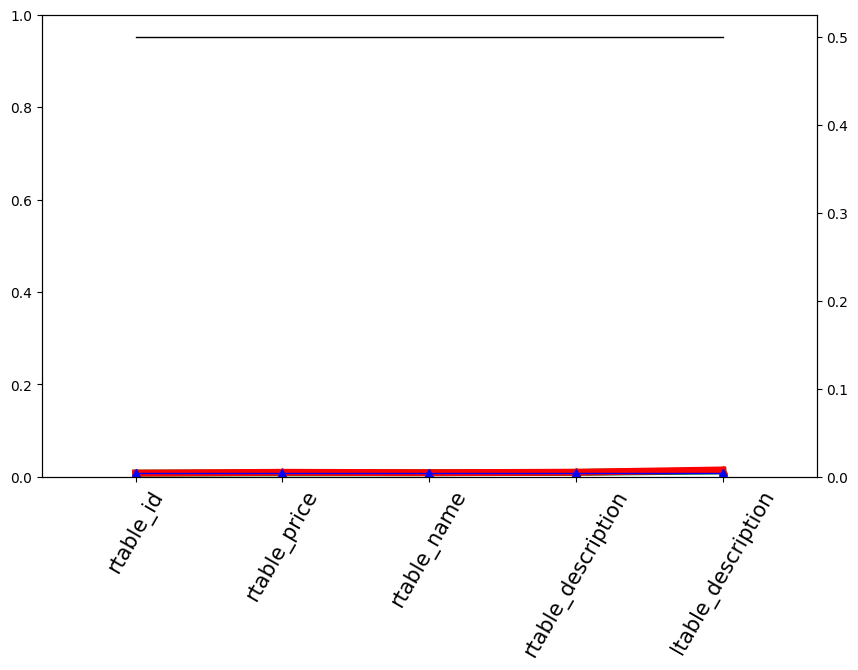 1.0
0.8
0.6
0.4
0.2
0.0
0.5
0.4
0.3
0.2
0.1
0.0
rtable_id
rtable_price
rtable_name
rtable_description
ltable_description